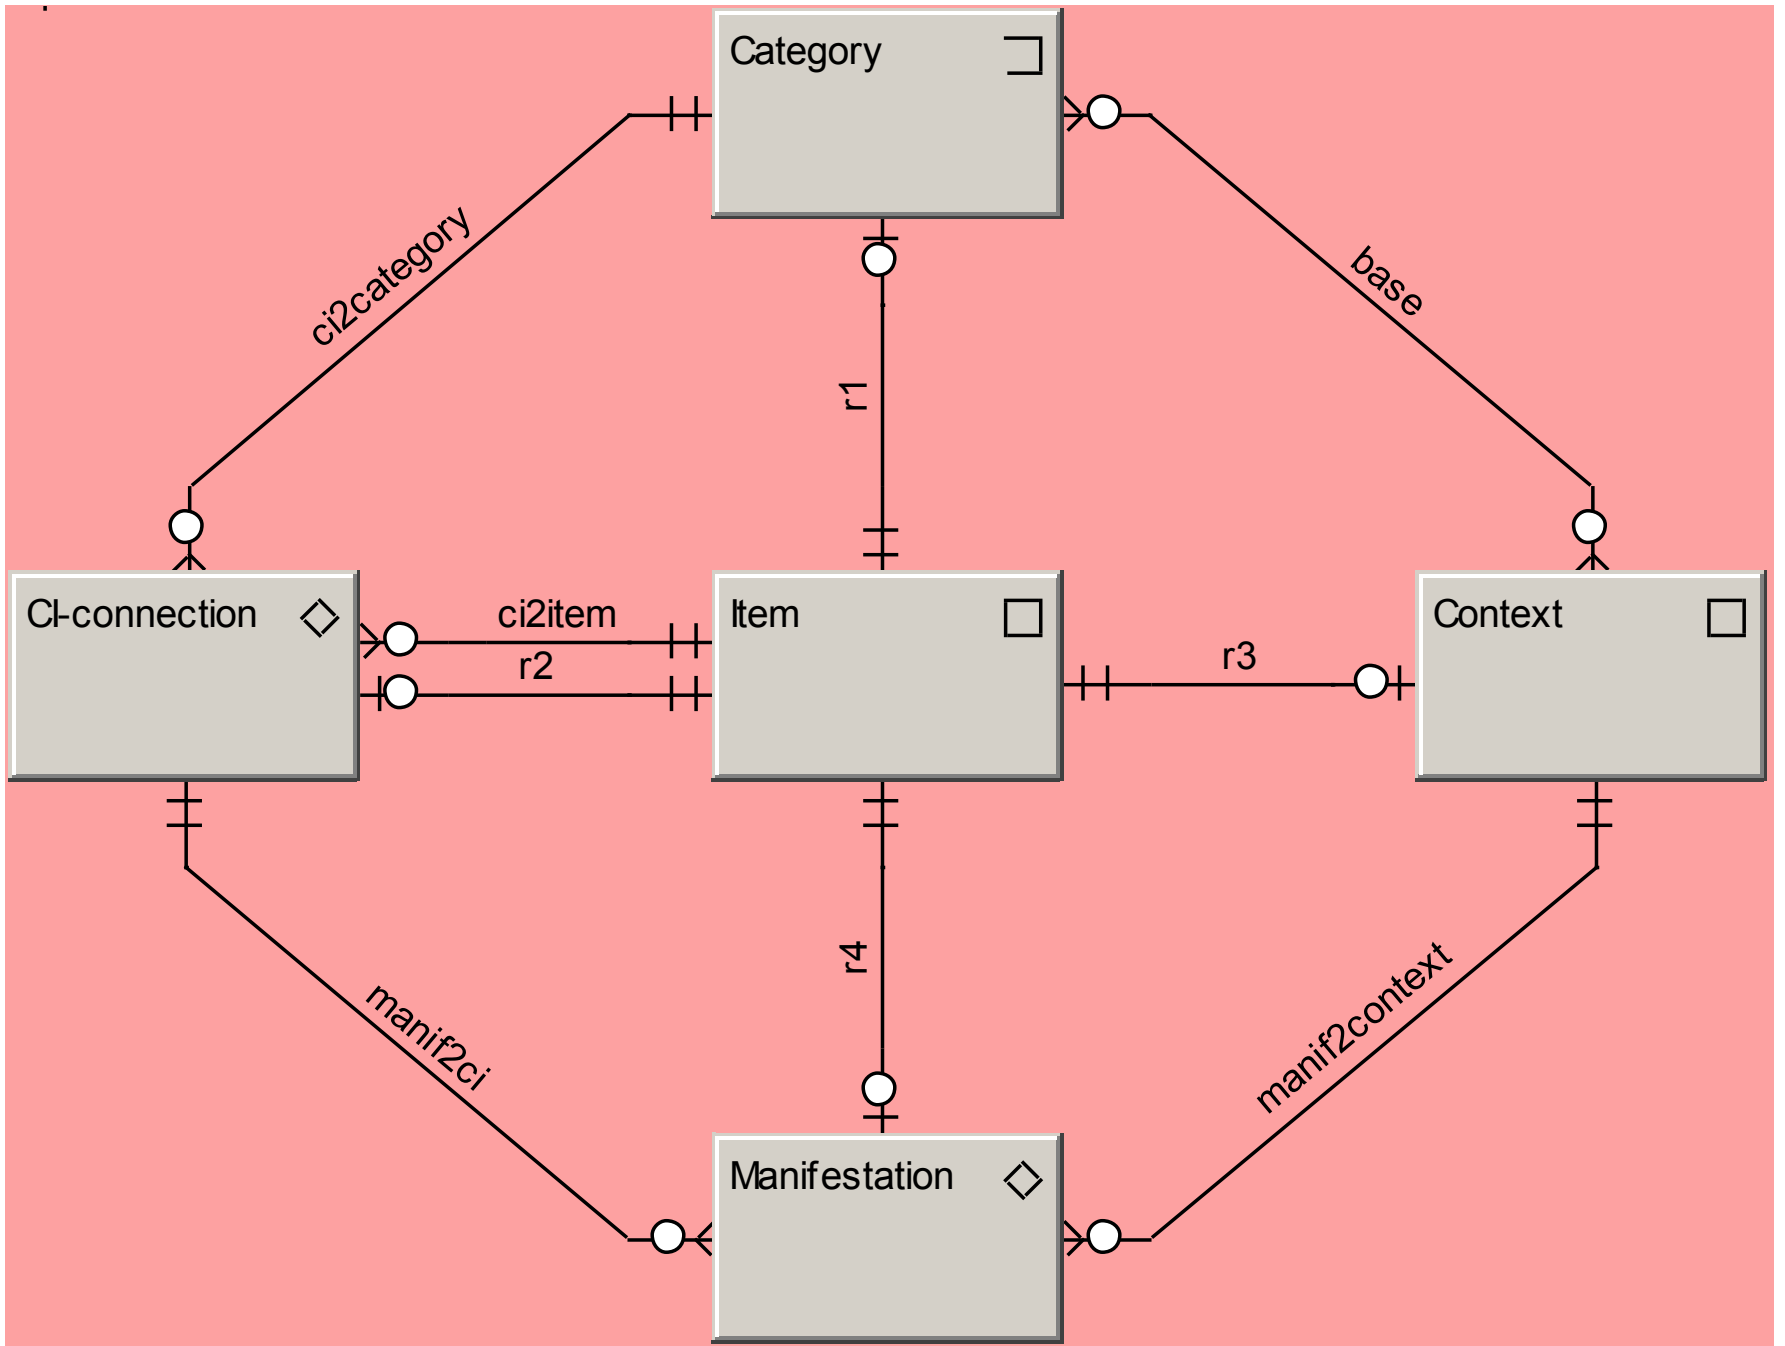 Category
ci2category
base
r1
CI-connection
ci2item
r2
Item
r3
Context
manif2ci
r4
manif2context
Manifestation